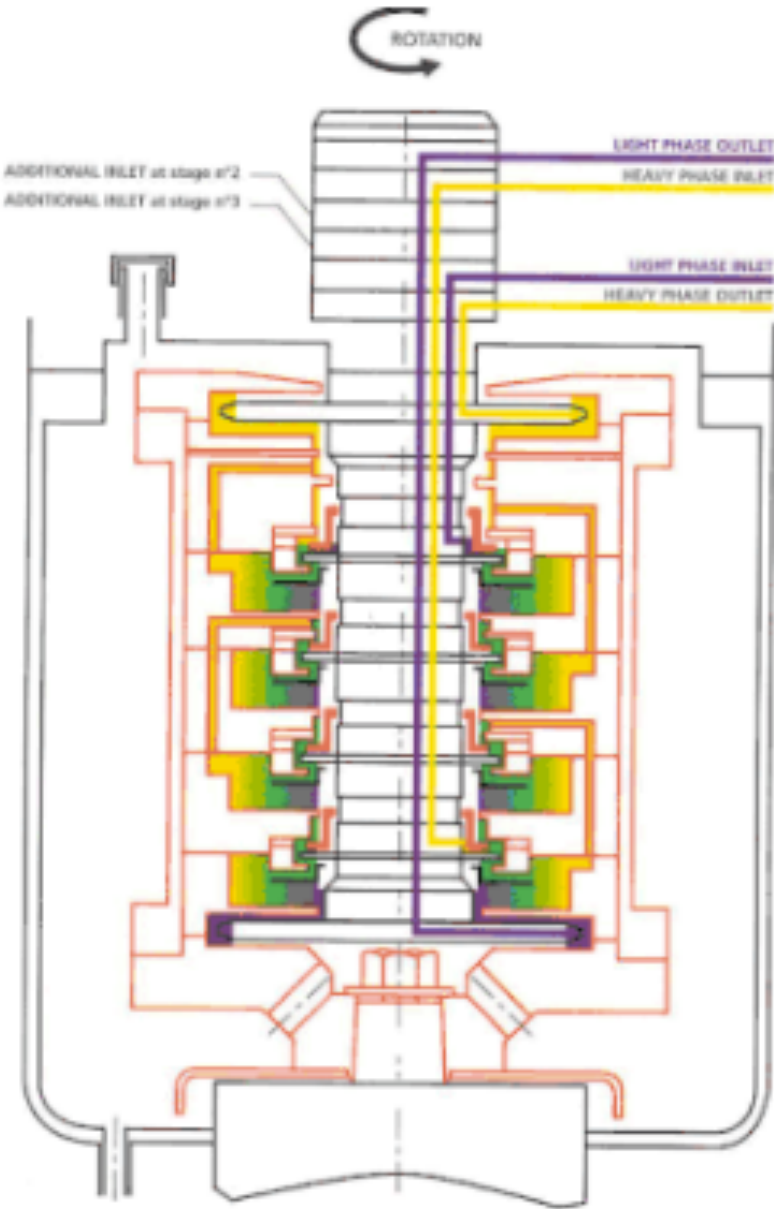 ROTATION
LIGHT PHASE OUTLET
ADDITIONAL INLET at stage n°2
HEAVY PHASE INLET
ADDITIONAL INLET at stage n°3
LIGHT PHASE INLET
HEAVY PHASE OUTLET